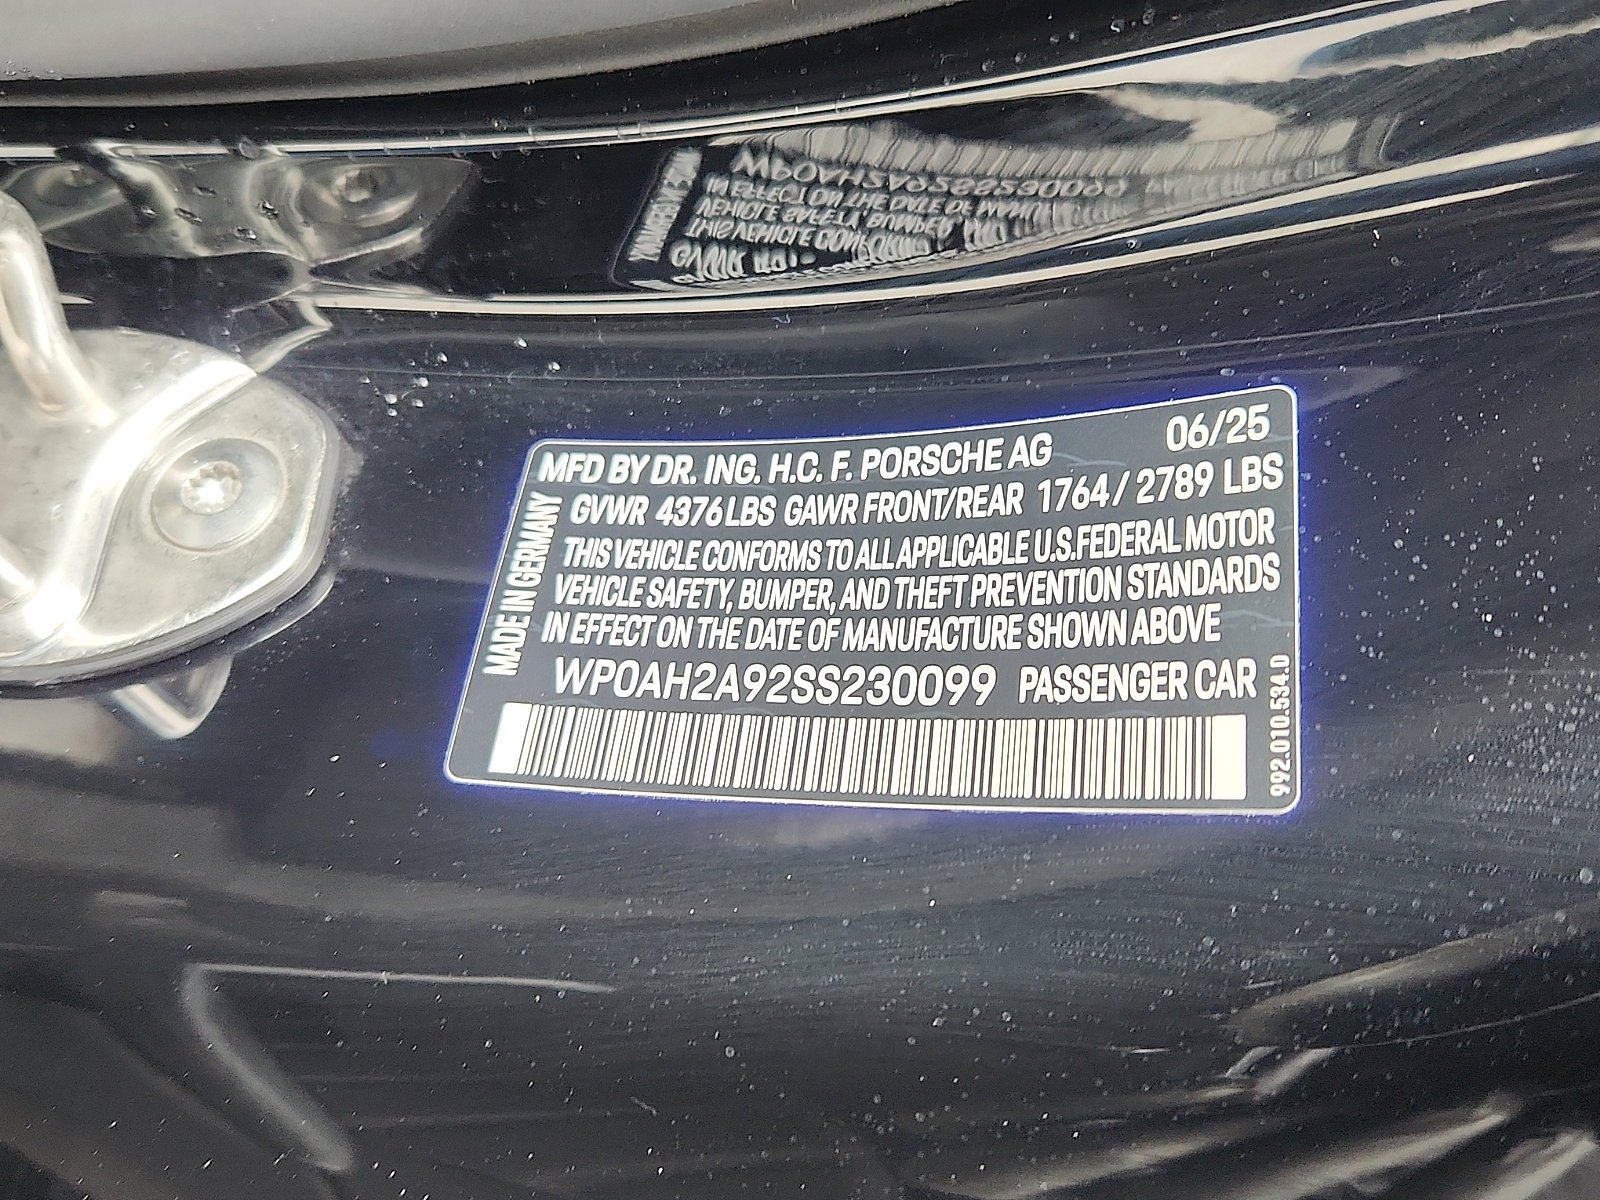 MFD BY DR. ING. H.C. F. PORSCHE AG 06/25
GVWR 4376LBS GAWR FRONT/REAR 1764/2789 LBS
THIS VEHICLE CONFORMS TO ALL APPLICABLE U.S.FEDERAL MOTOR
VEHICLE SAFETY, BUMPER, AND THEFT PREVENTION STANDARDS
IN EFFECT ON THE DATE OF MANUFACTURE SHOWN ABOVE
WP0AH2A92SS230099 PASSENGER CAR
MADE IN GERMANY
992.010.534.0